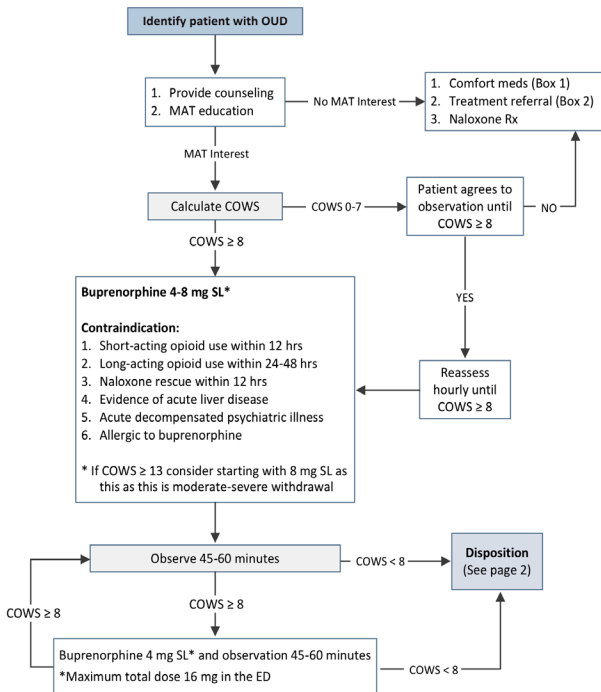 Identify patient with OUD
1. Provide counseling
2. MAT education
No MAT Interest
1. Comfort meds (Box 1)
2. Treatment referral (Box 2)
3. Naloxone Rx
MAT Interest
Calculate COWS
COWS 0-7
Patient agrees to
observation until
COWS ≥ 8
NO
COWS ≥ 8
YES
Buprenorphine 4-8 mg SL*
Contraindication:
1. Short-acting opioid use within 12 hrs
2. Long-acting opioid use within 24-48 hrs
3. Naloxone rescue within 12 hrs
4. Evidence of acute liver disease
5. Acute decompensated psychiatric illness
6. Allergic to buprenorphine
* If COWS ≥ 13 consider starting with 8 mg SL as
this as this is moderate-severe withdrawal
Reassess
hourly until
COWS ≥ 8
Observe 45-60 minutes
COWS < 8
Disposition
(See page 2)
COWS ≥ 8
COWS ≥ 8
Buprenorphine 4 mg SL* and observation 45-60 minutes
*Maximum total dose 16 mg in the ED
COWS < 8